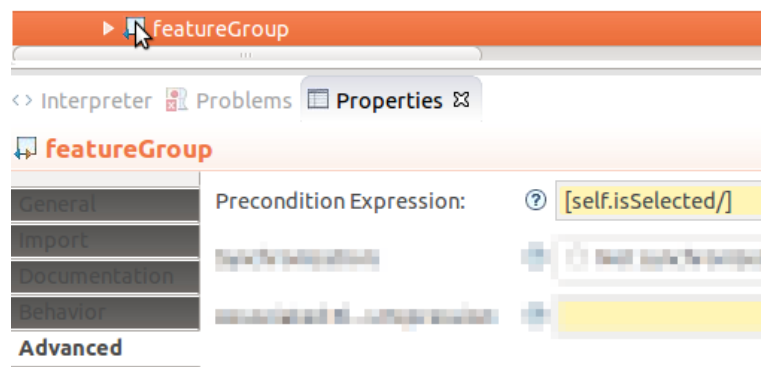 featureGroup
Interpreter Problems Properties
featureGroup
General
Precondition Expression: [self.isSelected/]
Import
Documentation
Behavior
Advanced